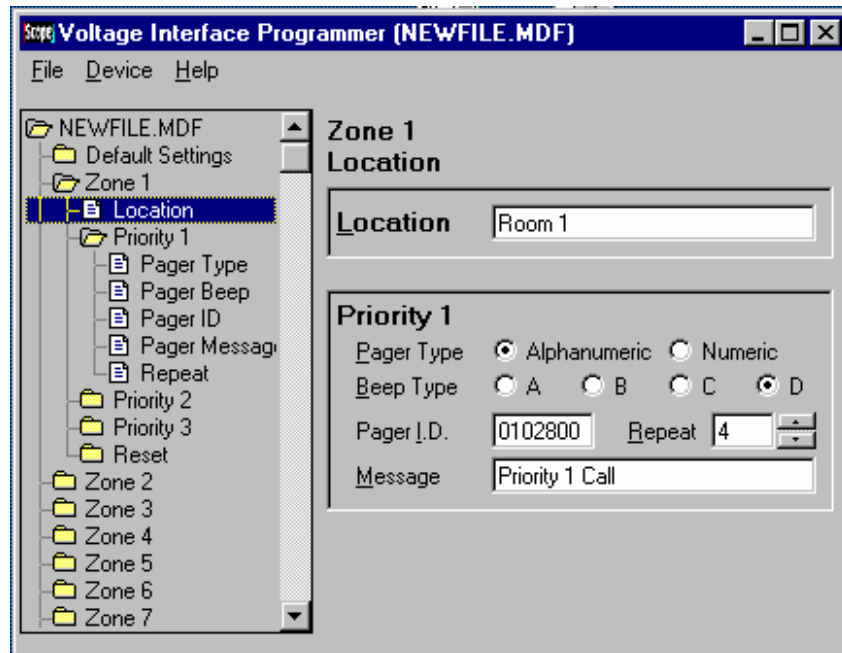 Scope Voltage Interface Programmer (NEWFILE.MDF)
File Device Help
NEWFILE.MDF
Default Settings
Zone 1
Location
Priority 1
Pager Type
Pager Beep
Pager ID
Pager Messag
Repeat
Priority 2
Priority 3
Reset
Zone 2
Zone 3
Zone 4
Zone 5
Zone 6
Zone 7
Zone 1
Location
Location Room 1
Priority 1
Pager Type Alphanumeric Numeric
Beep Type A B C D
Pager I.D. 0102800 Repeat 4
Message Priority 1 Call